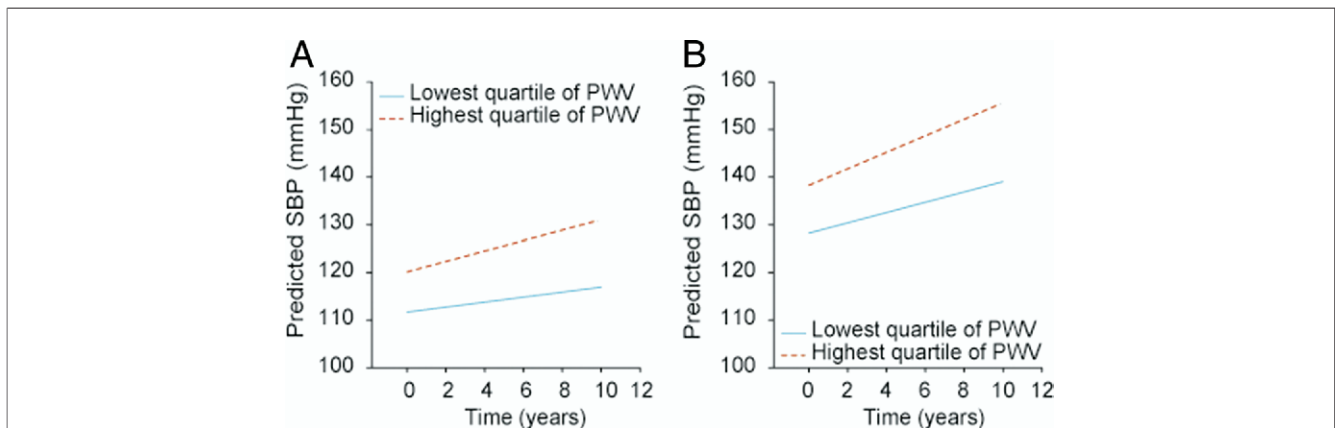 A
Predicted SBP (mmHg)
160
150
140
130
120
110
100
Lowest quartile of PWV
Highest quartile of PWV
0 2 4 6 8 10 12
Time (years)
B
Predicted SBP (mmHg)
160
150
140
130
120
110
100
Lowest quartile of PWV
Highest quartile of PWV
0 2 4 6 8 10 12
Time (years)